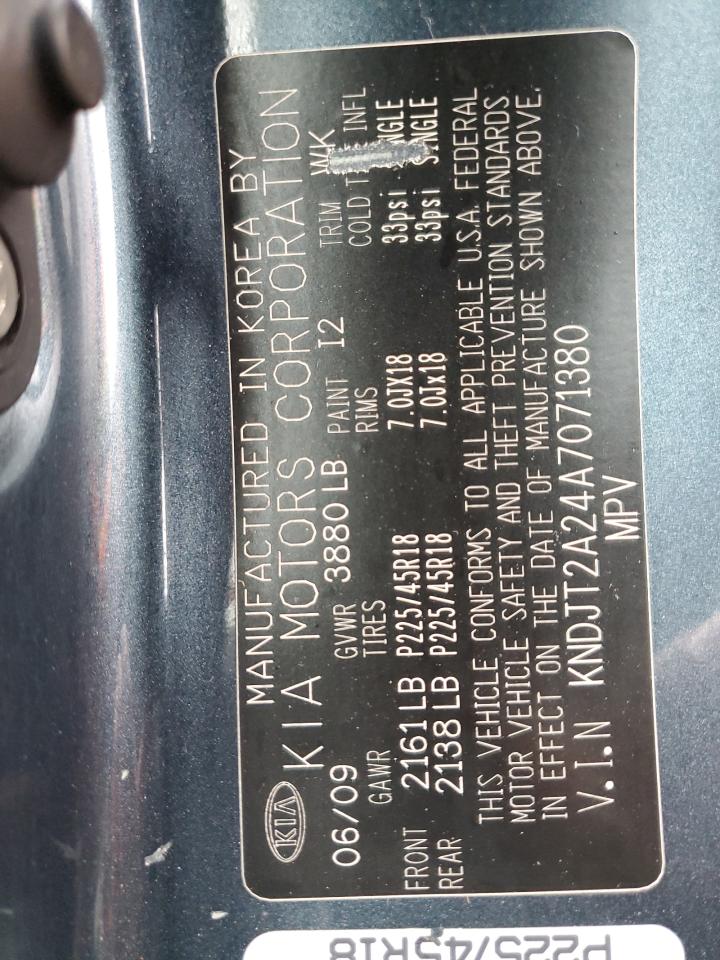 MANUFACTURED IN KOREA BY
KIA KIA MOTORS CORPORATION
06/09 GVWR 3880 LB PAINT I2 TRIM WK
GAWR TIRES RIMS COLD INFL
FRONT 2161 LB P225/45R18 7.0JX18 33psi
REAR 2138 LB P225/45R18 7.0Jx18 33psi SINGLE
THIS VEHICLE CONFORMS TO ALL APPLICABLE U.S.A. FEDERAL
MOTOR VEHICLE SAFETY AND THEFT PREVENTION STANDARDS
IN EFFECT ON THE DATE OF MANUFACTURE SHOWN ABOVE.
V.I.N KNDJT2A24A7071380
MPV
P225/45R18